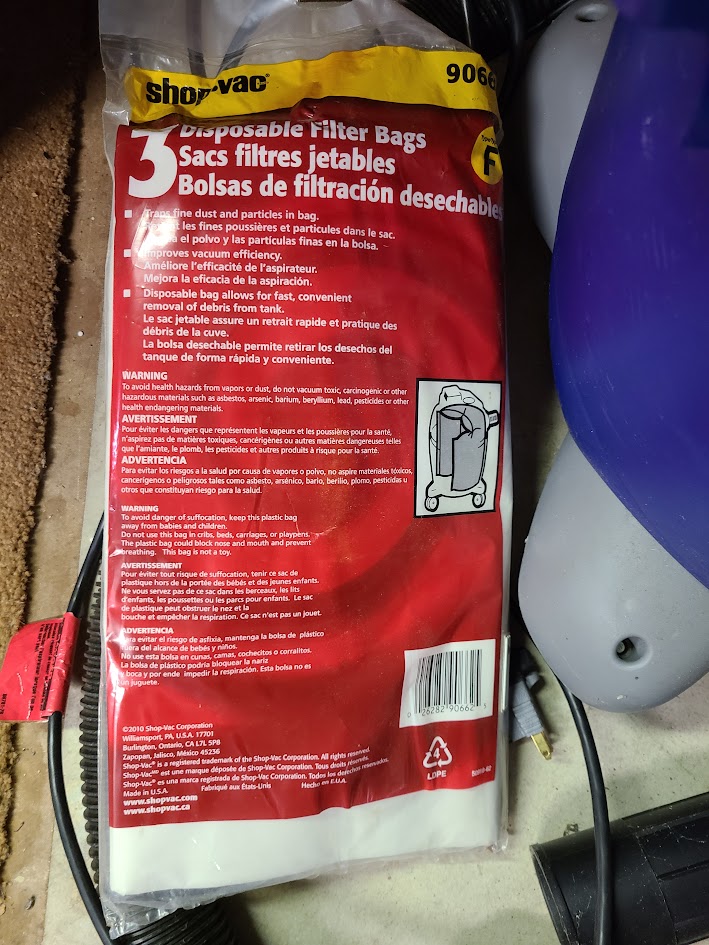 shop-vac®
9066
3 Disposable Filter Bags
Sacs filtres jetables
Bolsas de filtración desechables
F
Traps fine dust and particles in bag.
les fines poussières et particules dans le sac.
el polvo y las partículas finas en la bolsa.
Improves vacuum efficiency.
Améliore l'efficacité de l'aspirateur.
Mejora la eficacia de la aspiración.
Disposable bag allows for fast, convenient
removal of debris from tank.
Le sac jetable assure un retrait rapide et pratique des
débris de la cuve.
La bolsa desechable permite retirar los desechos del
tanque de forma rápida y conveniente.
WARNING
To avoid health hazards from vapors or dust, do not vacuum toxic, carcinogenic or other
hazardous materials such as asbestos, arsenic, barium, beryllium, lead, pesticides or other
health endangering materials.
AVERTISSEMENT
Pour éviter les dangers que représentent les vapeurs et les poussières pour la santé,
n'aspirez pas de matières toxiques, cancérigènes ou autres matières dangereuses telles
que l'amiante, le plomb, les pesticides et autres produits à risque pour la santé.
ADVERTENCIA
Para evitar los riesgos a la salud por causa de vapores o polvo, no aspire materiales tóxicos,
cancerígenos o peligrosos tales como asbesto, arsénico, bario, berilio, plomo, pesticidas u
otros que constituyan riesgo para la salud.
WARNING
To avoid danger of suffocation, keep this plastic bag
away from babies and children.
Do not use this bag in cribs, beds, carriages, or playpens.
The plastic bag could block nose and mouth and prevent
breathing. This bag is not a toy.
AVERTISSEMENT
Pour éviter tout risque de suffocation, tenir ce sac de
plastique hors de la portée des bébés et des jeunes enfants.
Ne vous servez pas de ce sac dans les berceaux, les lits
d'enfants, les poussettes ou les parcs pour enfants. Le sac
de plastique peut obstruer le nez et la
bouche et empêcher la respiration. Ce sac n'est pas un jouet.
ADVERTENCIA
Para evitar el riesgo de asfixia, mantenga la bolsa de plástico
fuera del alcance de bebés y niños.
No use esta bolsa en cunas, camas, cochecitos o corralitos.
La bolsa de plástico podría bloquear la nariz
y boca y por ende impedir la respiración. Esta bolsa no es
un juguete.
0 26282 90662 5
©2010 Shop-Vac Corporation
Williamsport, PA, U.S.A. 17701
Burlington, Ontario, CA L7L 5P8
Zapopan, Jalisco, México 45236
Shop-Vac® is a registered trademark of the Shop-Vac Corporation. All rights reserved.
Shop-Vac MD est une marque déposée de Shop-Vac Corporation. Tous droits réservés.
Shop-Vac® es una marca registrada de Shop-Vac Corporation. Todos los derechos reservados.
Made in U.S.A. Fabriqué aux États-Unis Hecho en E.U.A.
www.shopvac.com
www.shopvac.ca
4
LDPE